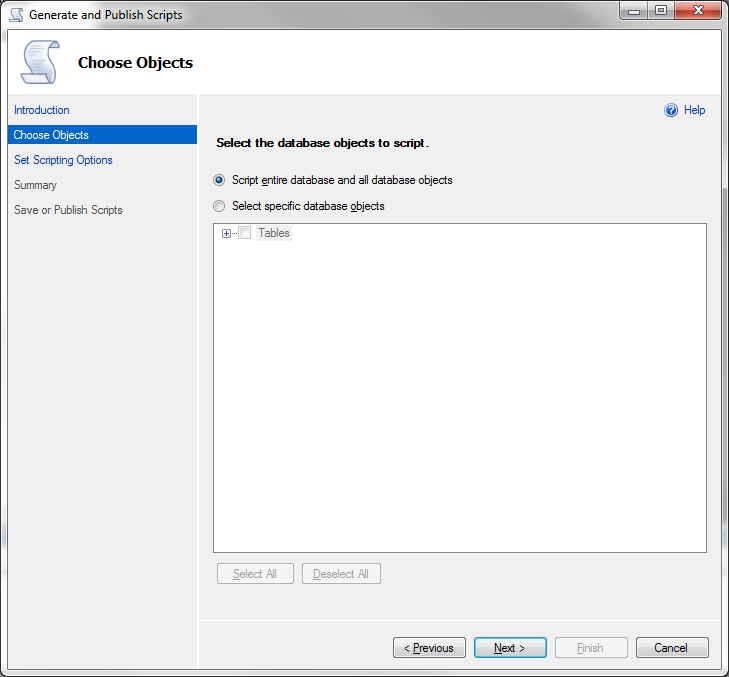 Generate and Publish Scripts
Choose Objects
Introduction
Choose Objects
Set Scripting Options
Summary
Save or Publish Scripts
Help
Select the database objects to script.
Script entire database and all database objects
Select specific database objects
Tables
Select All
Deselect All
< Previous
Next >
Finish
Cancel